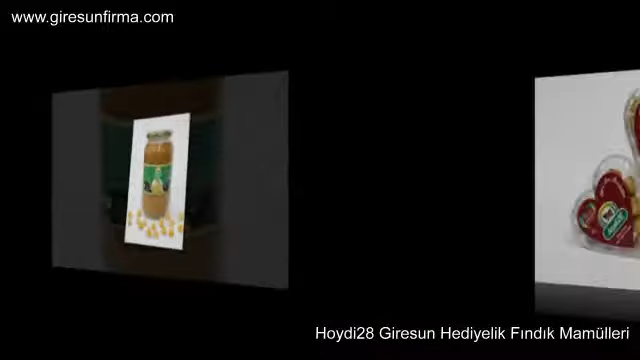 www.giresunfirma.com
Hoydi28 Giresun Hediyelik Fındık Mamülleri